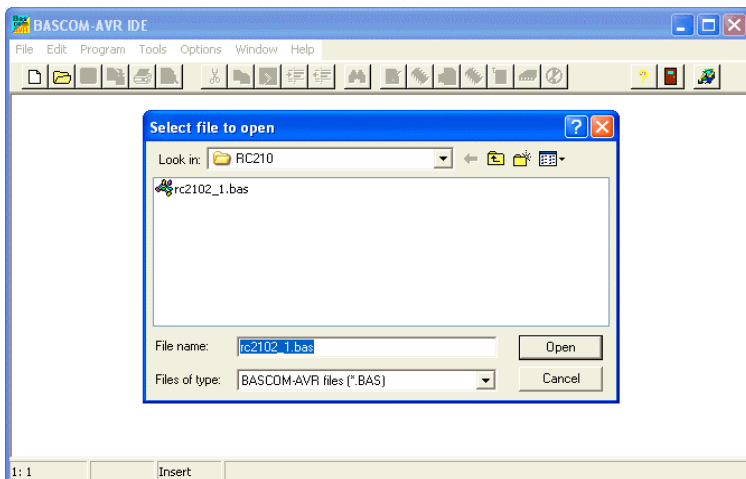 BASCOM-AVR IDE
File Edit Program Tools Options Window Help
Select file to open
Look in: RC210
rc2102_1.bas
File name: rc2102_1.bas Open
Files of type: BASCOM-AVR files (*.BAS) Cancel
1: 1 Insert